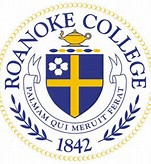 ROANOKE COLLEGE
PALMAM QUI MERUIT FERAT
1842